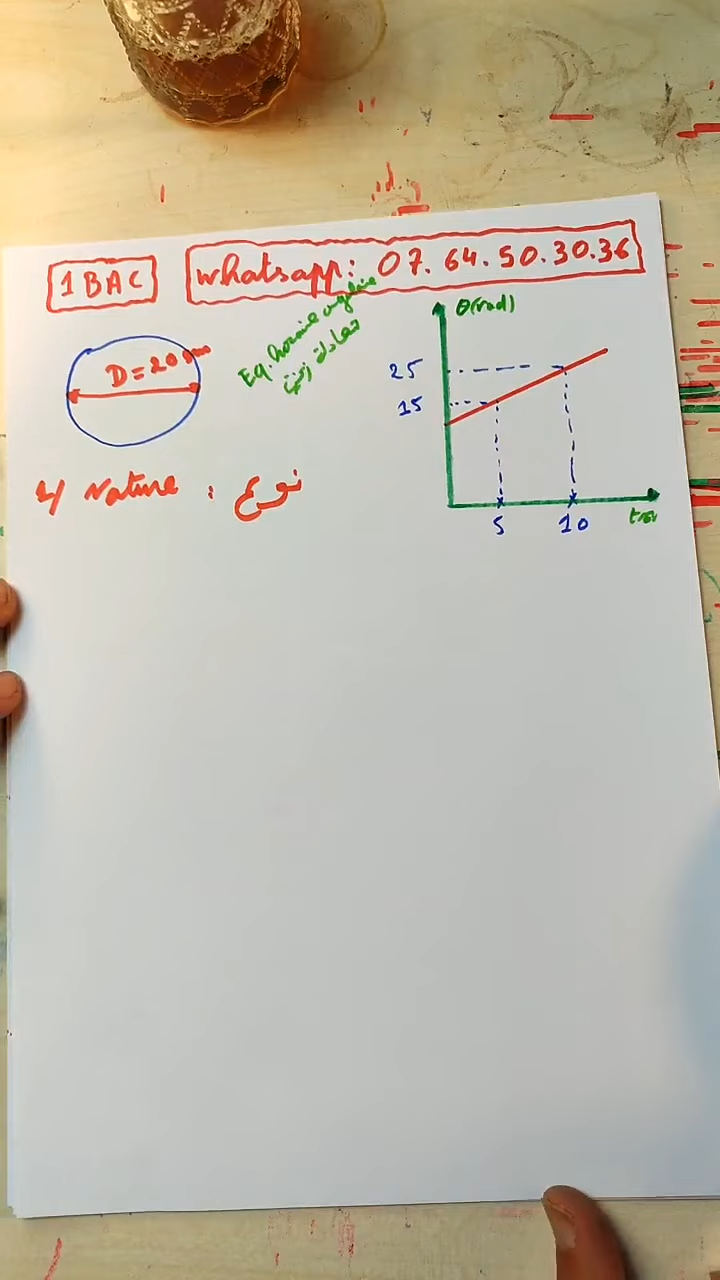 1BAC
whatsapp: 07.64.50.30.36
D = 20
Eq. horaire
معادلة زمنية
θ(rad)
25
15
5
10
1/ Nature : نوع